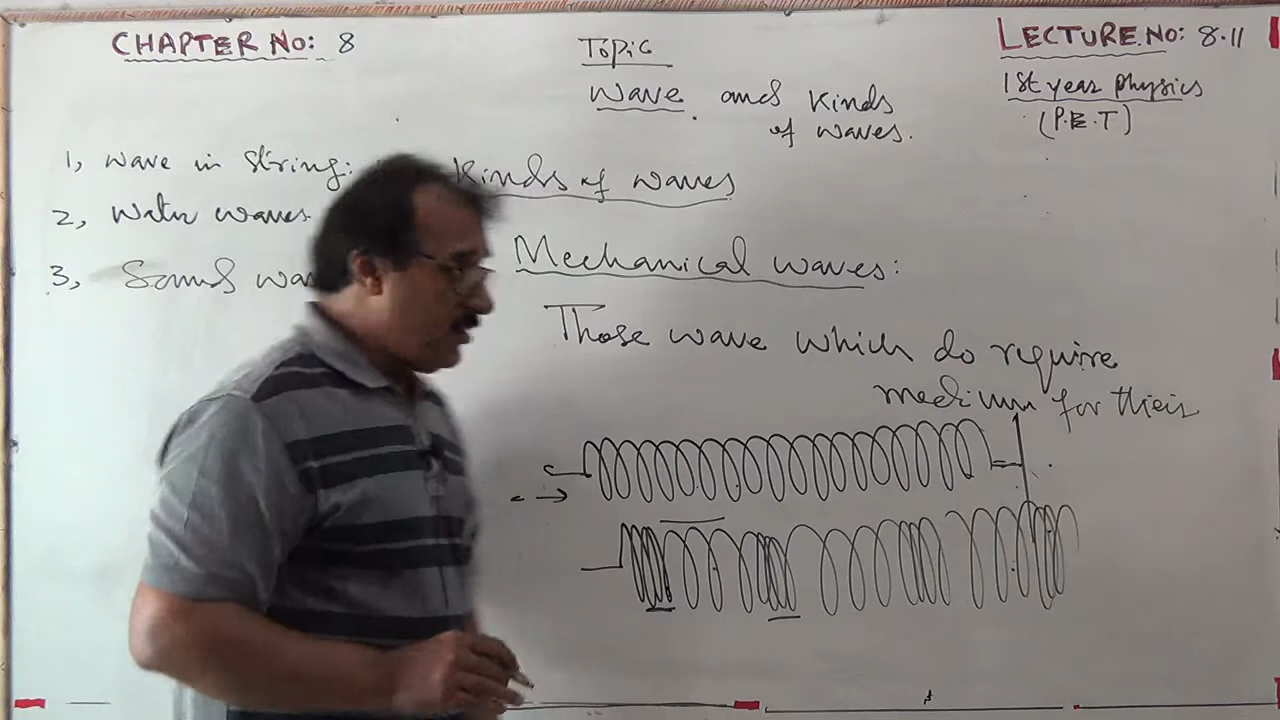 CHAPTER NO: 8
Topic
LECTURE.NO: 8.11
Wave and kinds
of waves.
1st year physics
(P.E.T)
1, Wave in string:
2, Water waves
3, Sound wa
Kinds of waves
Mechanical waves:
Those wave which do require
medium for their